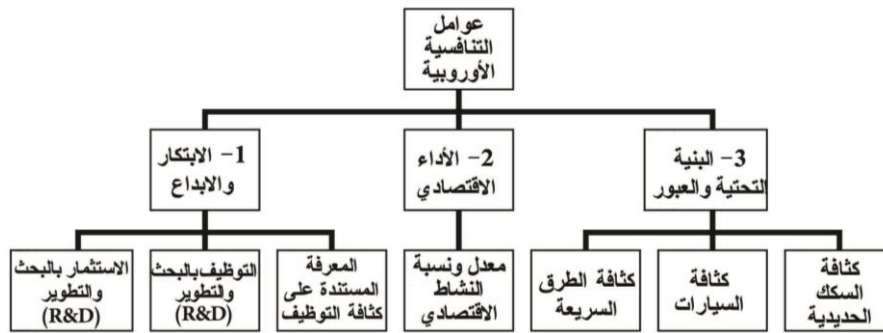 عوامل
التنافسية
الأوروبية
1- الابتكار
والابداع
2- الأداء
الاقتصادي
3- البنية
التحتية والعبور
الاستثمار بالبحث
والتطوير
(R&D)
التوظيف بالبحث
والتطوير
(R&D)
المعرفة
المستندة على
كثافة التوظيف
معدل ونسبة
النشاط
الاقتصادي
كثافة الطرق
السريعة
كثافة
السيارات
كثافة
السكك
الحديدية